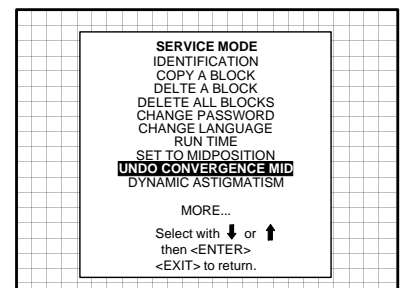 SERVICE MODE
IDENTIFICATION
COPY A BLOCK
DELTE A BLOCK
DELETE ALL BLOCKS
CHANGE PASSWORD
CHANGE LANGUAGE
RUN TIME
SET TO MIDPOSITION
UNDO CONVERGENCE MID
DYNAMIC ASTIGMATISM
MORE...
Select with ⬇ or ⬆
then <ENTER>
<EXIT> to return.